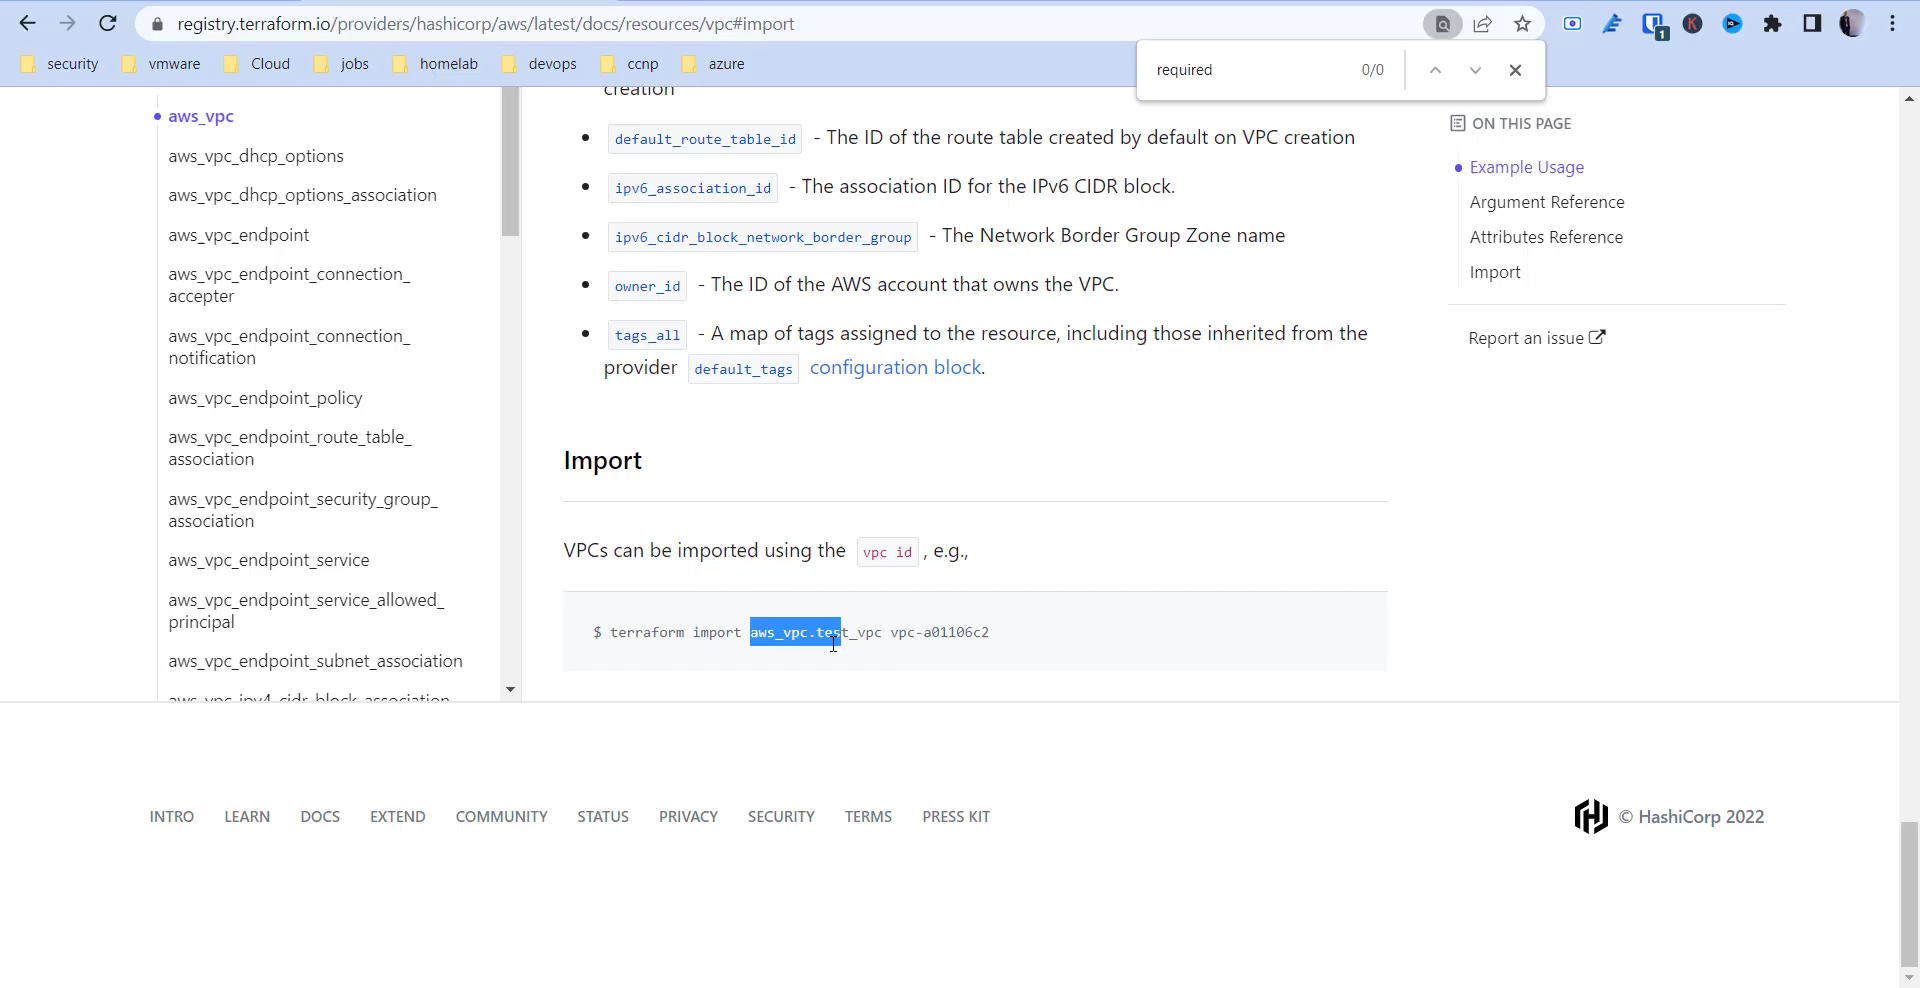 registry.terraform.io/providers/hashicorp/aws/latest/docs/resources/vpc#import
1
security
vmware
Cloud
jobs
homelab
devops
ccnp
azure
required
0/0
aws_vpc
aws_vpc_dhcp_options
aws_vpc_dhcp_options_association
aws_vpc_endpoint
aws_vpc_endpoint_connection_
accepter
aws_vpc_endpoint_connection_
notification
aws_vpc_endpoint_policy
aws_vpc_endpoint_route_table_
association
aws_vpc_endpoint_security_group_
association
aws_vpc_endpoint_service
aws_vpc_endpoint_service_allowed_
principal
aws_vpc_endpoint_subnet_association
aws_vpc_ipv4_cidr_block_association
creation
default_route_table_id - The ID of the route table created by default on VPC creation
ipv6_association_id - The association ID for the IPv6 CIDR block.
ipv6_cidr_block_network_border_group - The Network Border Group Zone name
owner_id - The ID of the AWS account that owns the VPC.
tags_all - A map of tags assigned to the resource, including those inherited from the
provider default_tags configuration block.
Import
VPCs can be imported using the vpc id , e.g.,
$ terraform import aws_vpc.test_vpc vpc-a01106c2
ON THIS PAGE
Example Usage
Argument Reference
Attributes Reference
Import
Report an issue
INTRO
LEARN
DOCS
EXTEND
COMMUNITY
STATUS
PRIVACY
SECURITY
TERMS
PRESS KIT
© HashiCorp 2022